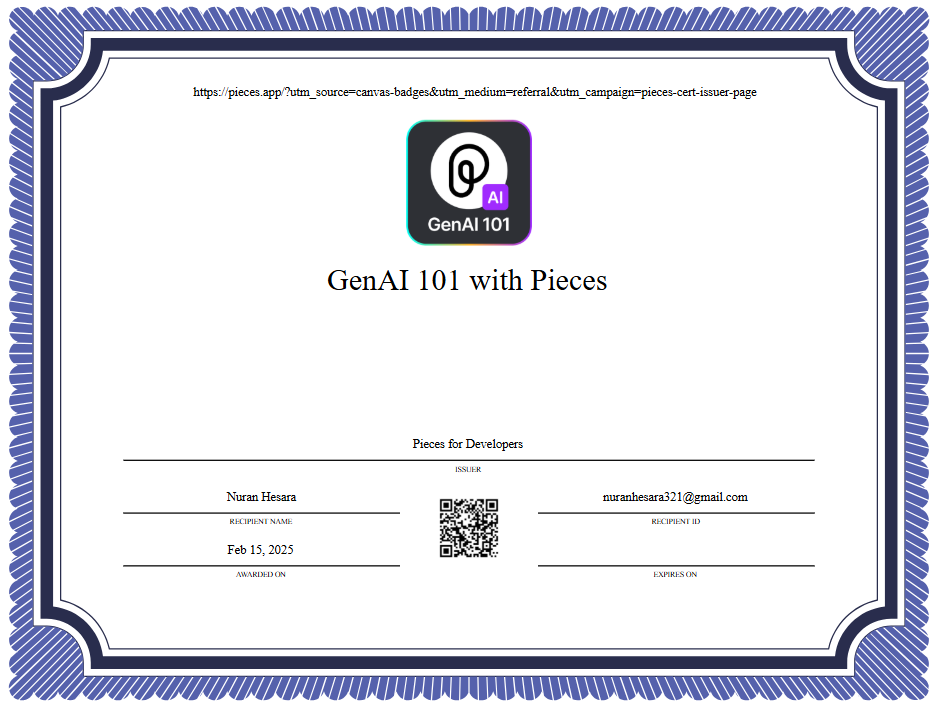 https://pieces.app/?utm_source=canvas-badges&utm_medium=referral&utm_campaign=pieces-cert-issuer-page
AI
GenAI 101
GenAI 101 with Pieces
Pieces for Developers
ISSUER
Nuran Hesara
nuranhesara321@gmail.com
RECIPIENT NAME
RECIPIENT ID
Feb 15, 2025
AWARDED ON
EXPIRES ON